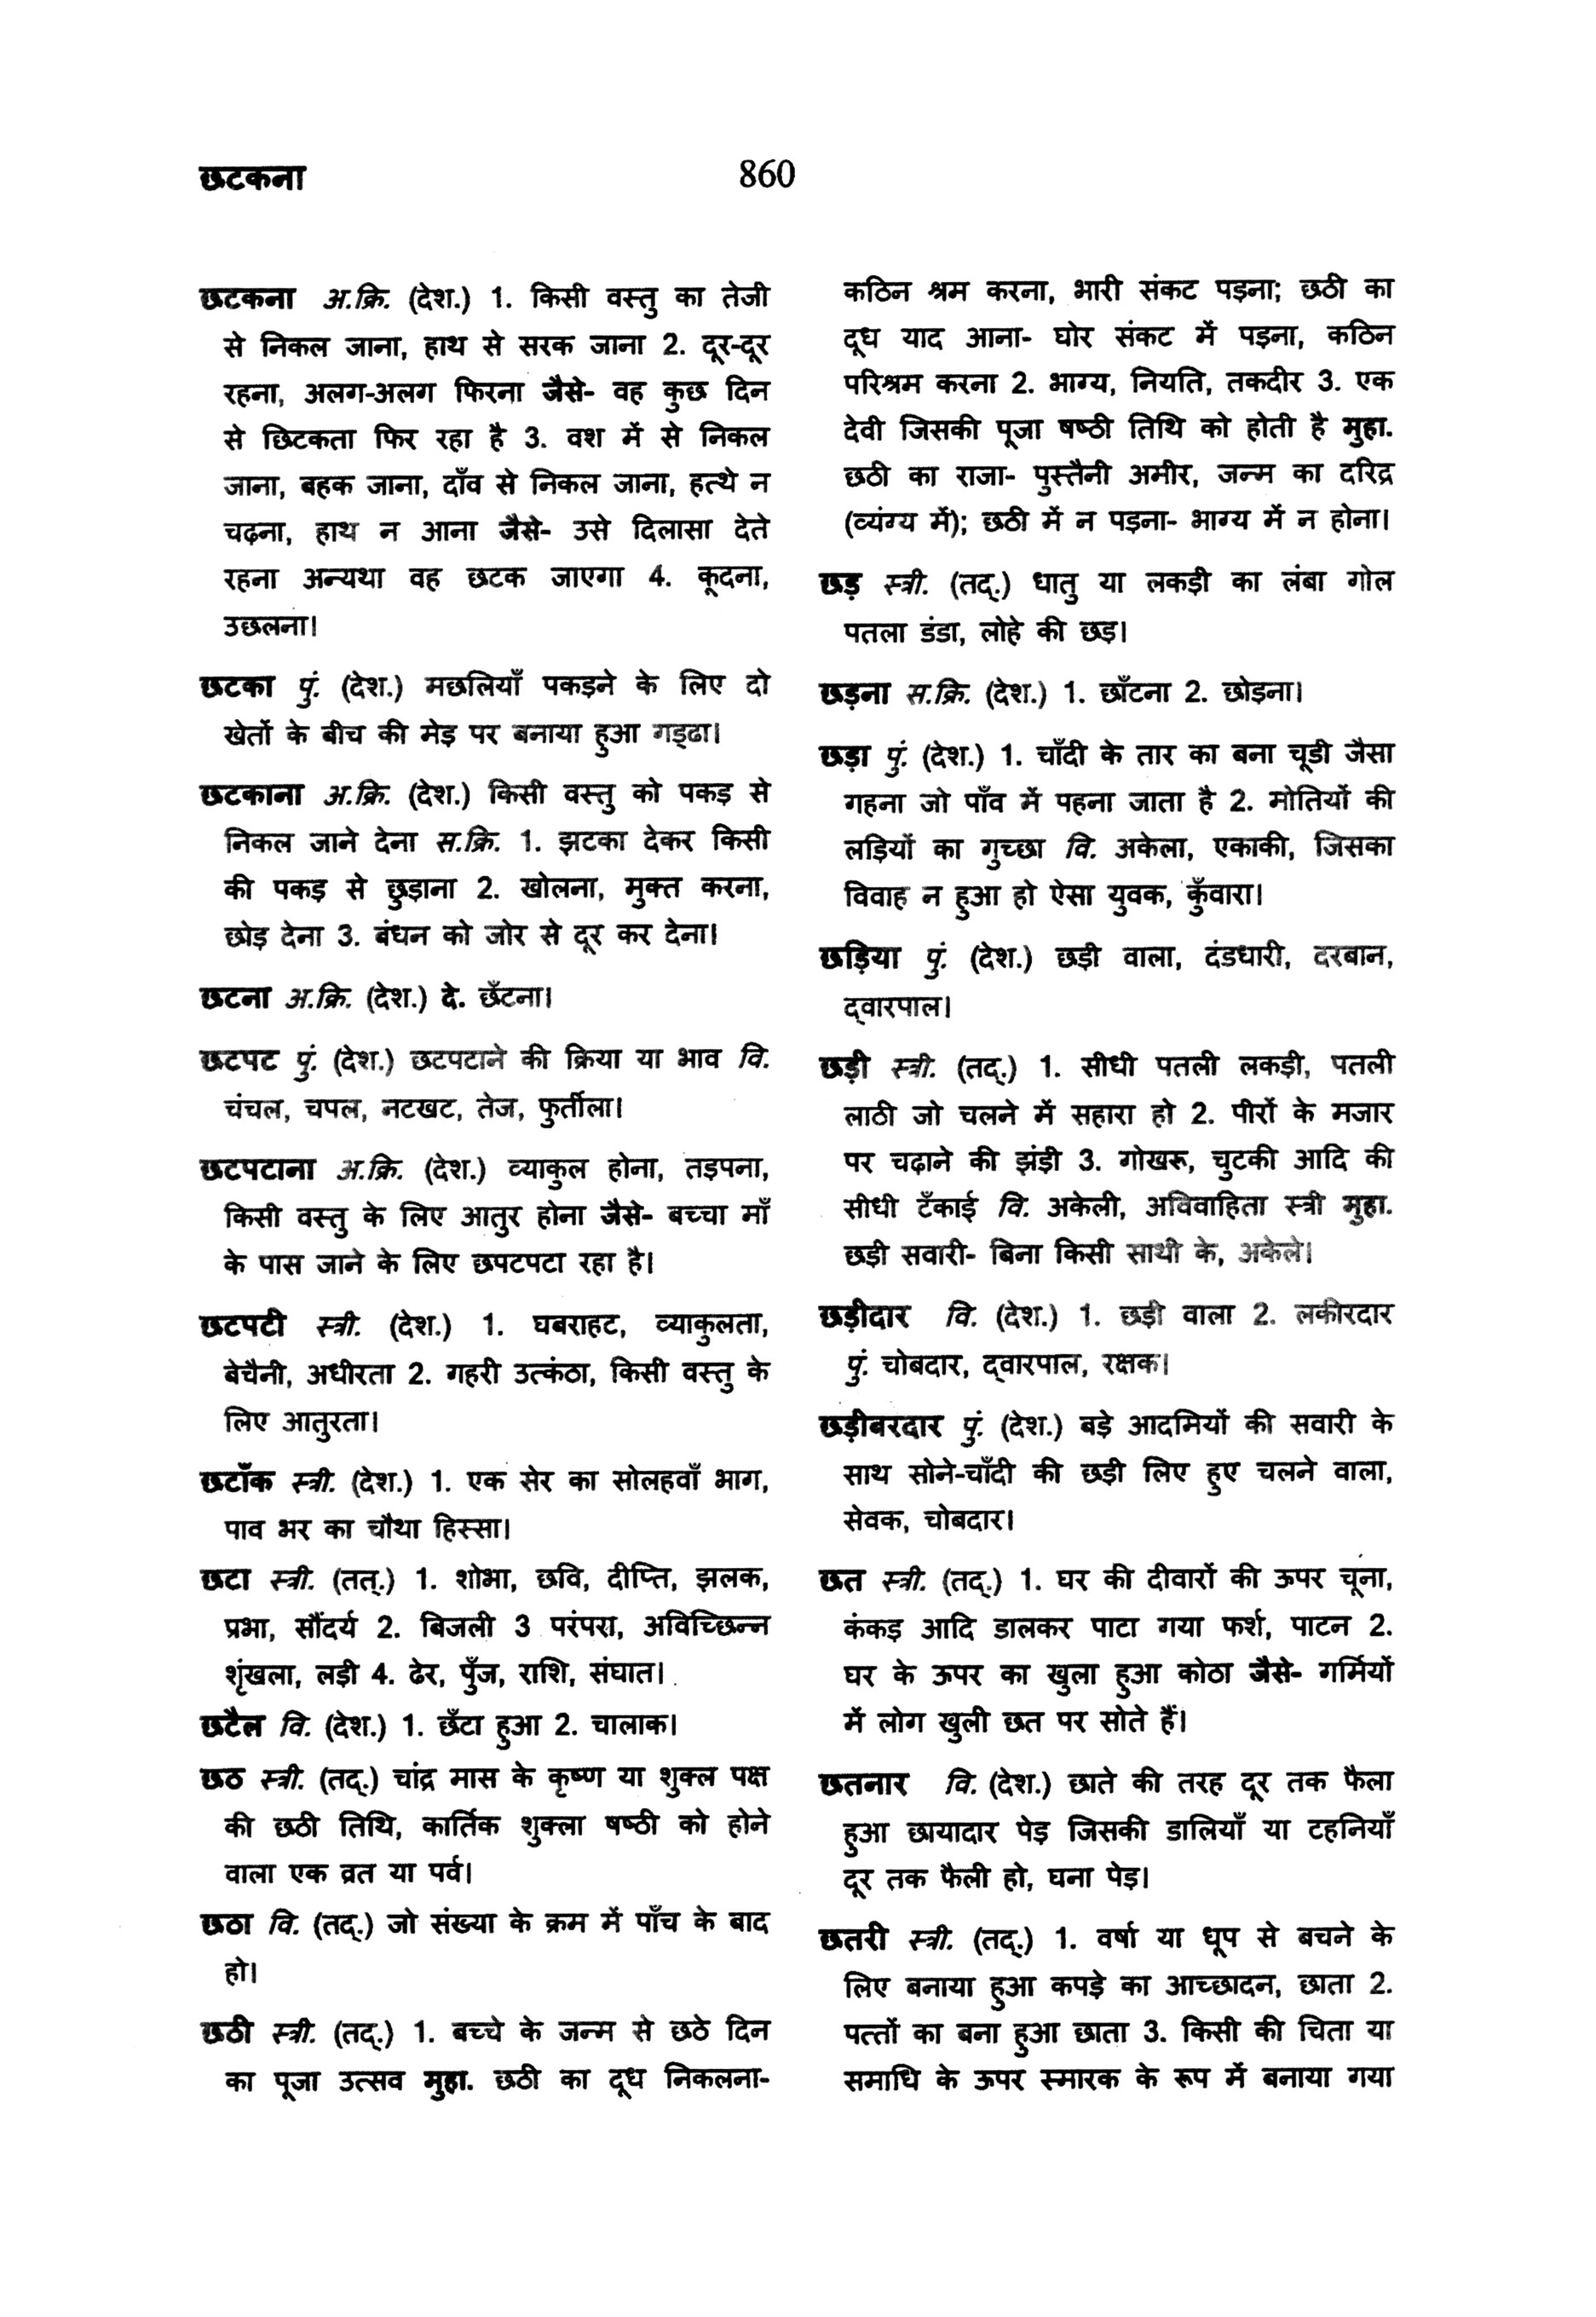 छटकना 860
छटकना अ.क्रि. (देश.) 1. किसी वस्तु का तेजी
से निकल जाना, हाथ से सरक जाना 2. दूर-दूर
रहना, अलग-अलग फिरना जैसे- वह कुछ दिन
से छिटकता फिर रहा है 3. वश में से निकल
जाना, बहक जाना, दाँव से निकल जाना, हत्थे न
चढ़ना, हाथ न आना जैसे- उसे दिलासा देते
रहना अन्यथा वह छटक जाएगा 4. कूदना,
उछलना।
छटका पुं. (देश.) मछलियाँ पकड़ने के लिए दो
खेतों के बीच की मेड़ पर बनाया हुआ गड्ढा।
छटकाना अ.क्रि. (देश.) किसी वस्तु को पकड़ से
निकल जाने देना स.क्रि. 1. झटका देकर किसी
की पकड़ से छुड़ाना 2. खोलना, मुक्त करना,
छोड़ देना 3. बंधन को जोर से दूर कर देना।
छटना अ.क्रि. (देश.) दे. छँटना।
छटपट पुं. (देश.) छटपटाने की क्रिया या भाव वि.
चंचल, चपल, नटखट, तेज, फुर्तीला।
छटपटाना अ.क्रि. (देश.) व्याकुल होना, तड़पना,
किसी वस्तु के लिए आतुर होना जैसे- बच्चा माँ
के पास जाने के लिए छपटपटा रहा है।
छटपटी स्त्री. (देश.) 1. घबराहट, व्याकुलता,
बेचैनी, अधीरता 2. गहरी उत्कंठा, किसी वस्तु के
लिए आतुरता।
छटाँक स्त्री. (देश.) 1. एक सेर का सोलहवाँ भाग,
पाव भर का चौथा हिस्सा।
छटा स्त्री. (तत्.) 1. शोभा, छवि, दीप्ति, झलक,
प्रभा, सौंदर्य 2. बिजली 3 परंपरा, अविच्छिन्न
शृंखला, लड़ी 4. ढेर, पुँज, राशि, संघात।
छटैल वि. (देश.) 1. छँटा हुआ 2. चालाक।
छठ स्त्री. (तद्.) चांद्र मास के कृष्ण या शुक्ल पक्ष
की छठी तिथि, कार्तिक शुक्ला षष्ठी को होने
वाला एक व्रत या पर्व।
छठा वि. (तद्.) जो संख्या के क्रम में पाँच के बाद
हो।
छठी स्त्री. (तद्.) 1. बच्चे के जन्म से छठे दिन
का पूजा उत्सव मुहा. छठी का दूध निकलना-
कठिन श्रम करना, भारी संकट पड़ना; छठी का
दूध याद आना- घोर संकट में पड़ना, कठिन
परिश्रम करना 2. भाग्य, नियति, तकदीर 3. एक
देवी जिसकी पूजा षष्ठी तिथि को होती है मुहा.
छठी का राजा- पुस्तैनी अमीर, जन्म का दरिद्र
(व्यंग्य में); छठी में न पड़ना- भाग्य में न होना।
छड़ स्त्री. (तद्.) धातु या लकड़ी का लंबा गोल
पतला डंडा, लोहे की छड़।
छड़ना स.क्रि. (देश.) 1. छाँटना 2. छोड़ना।
छड़ा पुं. (देश.) 1. चाँदी के तार का बना चूडी जैसा
गहना जो पाँव में पहना जाता है 2. मोतियों की
लड़ियों का गुच्छा वि. अकेला, एकाकी, जिसका
विवाह न हुआ हो ऐसा युवक, कुँवारा।
छड़िया पुं. (देश.) छड़ी वाला, दंडधारी, दरबान,
द्वारपाल।
छड़ी स्त्री. (तद्.) 1. सीधी पतली लकड़ी, पतली
लाठी जो चलने में सहारा हो 2. पीरों के मजार
पर चढ़ाने की झंड़ी 3. गोखरू, चुटकी आदि की
सीधी टँकाई वि. अकेली, अविवाहिता स्त्री मुहा.
छड़ी सवारी- बिना किसी साथी के, अकेले।
छड़ीदार वि. (देश.) 1. छड़ी वाला 2. लकीरदार
पुं. चोबदार, द्वारपाल, रक्षक।
छड़ीबरदार पुं. (देश.) बड़े आदमियों की सवारी के
साथ सोने-चाँदी की छड़ी लिए हुए चलने वाला,
सेवक, चोबदार।
छत स्त्री. (तद्.) 1. घर की दीवारों की ऊपर चूना,
कंकड़ आदि डालकर पाटा गया फर्श, पाटन 2.
घर के ऊपर का खुला हुआ कोठा जैसे- गर्मियों
में लोग खुली छत पर सोते हैं।
छतनार वि. (देश.) छाते की तरह दूर तक फैला
हुआ छायादार पेड़ जिसकी डालियाँ या टहनियाँ
दूर तक फैली हो, घना पेड़।
छतरी स्त्री. (तद्.) 1. वर्षा या धूप से बचने के
लिए बनाया हुआ कपड़े का आच्छादन, छाता 2.
पत्तों का बना हुआ छाता 3. किसी की चिता या
समाधि के ऊपर स्मारक के रूप में बनाया गया